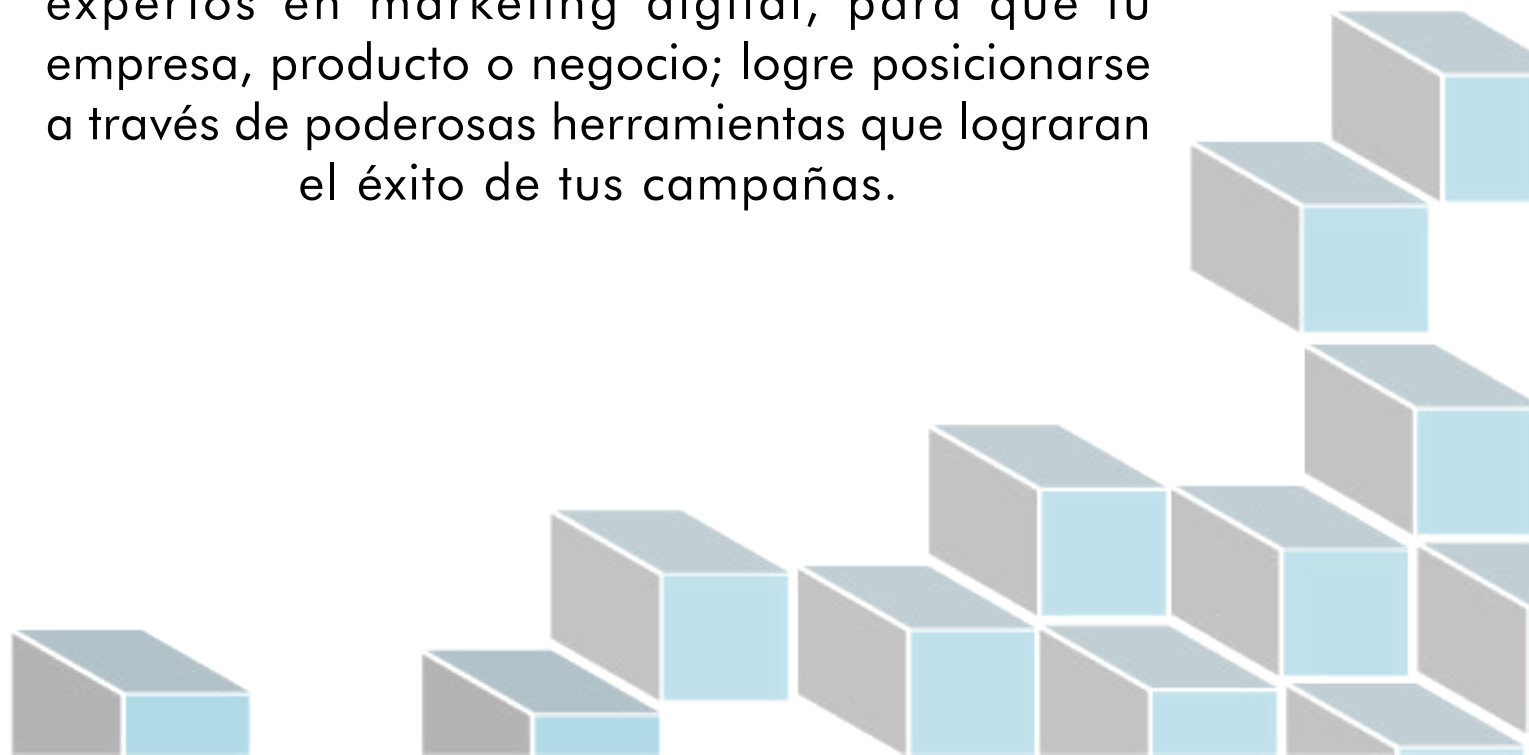 expertos en marketing digital, para que tu
empresa, producto o negocio; logre posicionarse
a través de poderosas herramientas que lograran
el éxito de tus campañas.